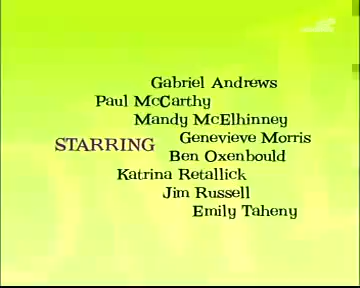 Gabriel Andrews
Paul McCarthy
Mandy McElhinney
Genevieve Morris
STARRING
Ben Oxenbould
Katrina Retallick
Jim Russell
Emily Taheny